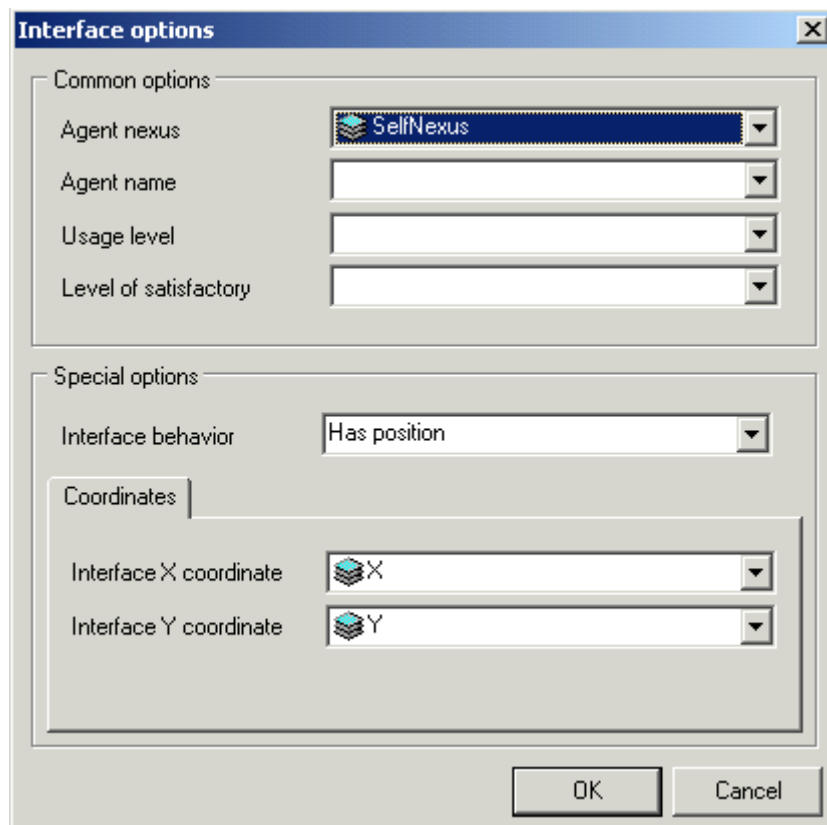 Interface options
Common options
Agent nexus SelfNexus
Agent name
Usage level
Level of satisfactory
Special options
Interface behavior Has position
Coordinates
Interface X coordinate X
Interface Y coordinate Y
OK Cancel